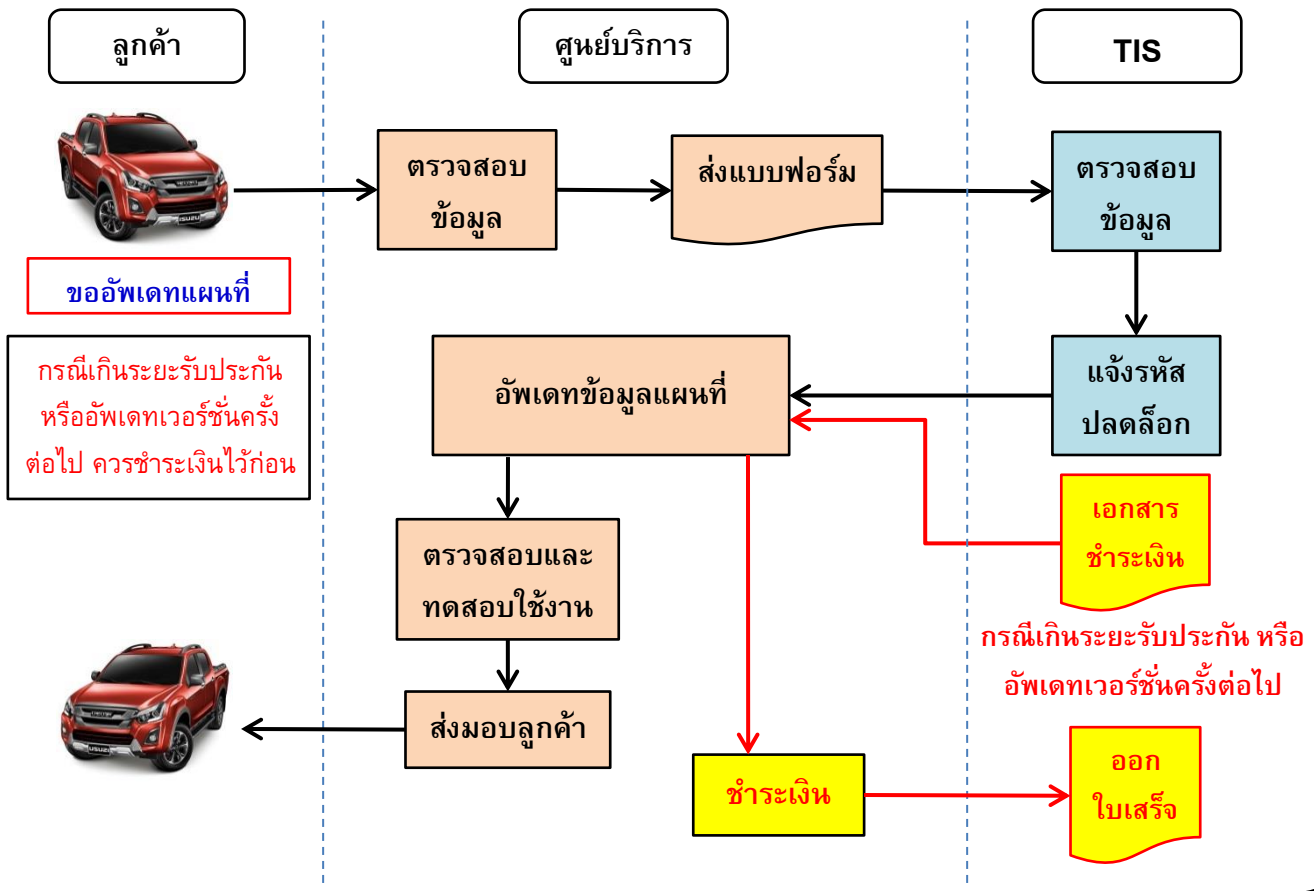 ลูกค้า
ศูนย์บริการ
TIS
ตรวจสอบ
ข้อมูล
ส่งแบบฟอร์ม
ตรวจสอบ
ข้อมูล
ISUZU
ขออัพเดทแผนที่
กรณีเกินระยะรับประกัน
หรืออัพเดทเวอร์ชั่นครั้ง
ต่อไป ควรชำระเงินไว้ก่อน
อัพเดทข้อมูลแผนที่
แจ้งรหัส
ปลดล็อก
เอกสาร
ชำระเงิน
ตรวจสอบและ
ทดสอบใช้งาน
กรณีเกินระยะรับประกัน หรือ
อัพเดทเวอร์ชั่นครั้งต่อไป
ส่งมอบลูกค้า
ISUZU
ชำระเงิน
ออก
ใบเสร็จ